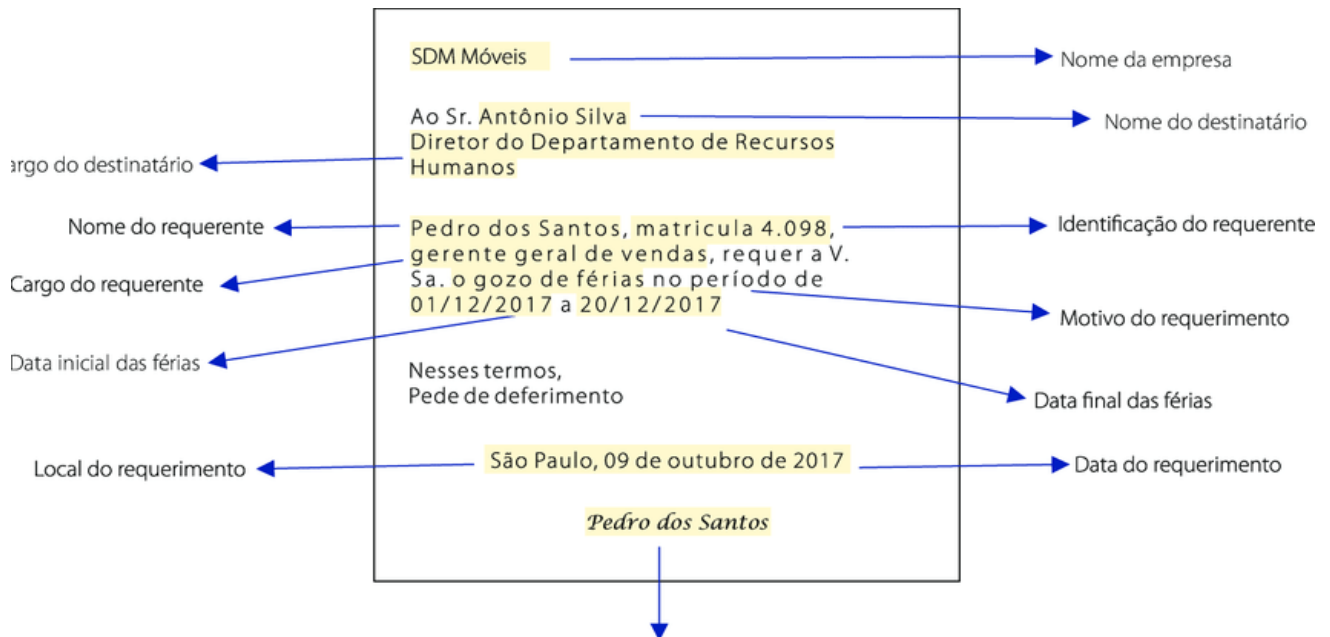 SDM Móveis
Nome da empresa
Ao Sr. Antônio Silva
Nome do destinatário
Diretor do Departamento de Recursos
Humanos
argo do destinatário
Nome do requerente
Pedro dos Santos, matricula 4.098,
Identificação do requerente
gerente geral de vendas, requer a V.
Cargo do requerente
Sa. o gozo de férias no período de
01/12/2017 a 20/12/2017
Motivo do requerimento
Data inicial das férias
Nesses termos,
Pede de deferimento
Data final das férias
São Paulo, 09 de outubro de 2017
Local do requerimento
Data do requerimento
Pedro dos Santos